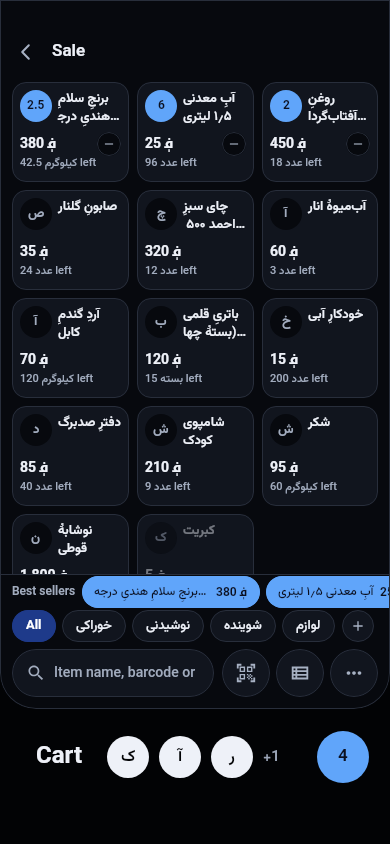 Sale
2.5 برنجِ سلامِ
هندیِ درجـ…
380 ؋
42.5 کیلوگرم left
6 آبِ معدنی
۱٫۵ لیتری
25 ؋
96 عدد left
2 روغنِ
آفتاب‌گردا…
450 ؋
18 عدد left
ص صابونِ گلنار
35 ؋
24 عدد left
چ چای سبزِ
احمد ۵۰۰…
320 ؋
12 عدد left
آ آب‌میوهٔ انار
60 ؋
3 عدد left
آ آردِ گندمِ
کابل
70 ؋
120 کیلوگرم left
ب باتریِ قلمی
(بستهٔ چها…
120 ؋
15 بسته left
خ خودکارِ آبی
15 ؋
200 عدد left
د دفترِ صدبرگ
85 ؋
40 عدد left
ش شامپوی
کودک
210 ؋
9 عدد left
ش شکر
95 ؋
60 کیلوگرم left
ن نوشابهٔ
قوطی
ک کبریت
Best sellers
برنجِ سلامِ هندیِ درجه… 380 ؋
آبِ معدنی ۱٫۵ لیتری
All خوراکی نوشیدنی شوینده لوازم
Item name, barcode or
Cart ک آ ر +1 4